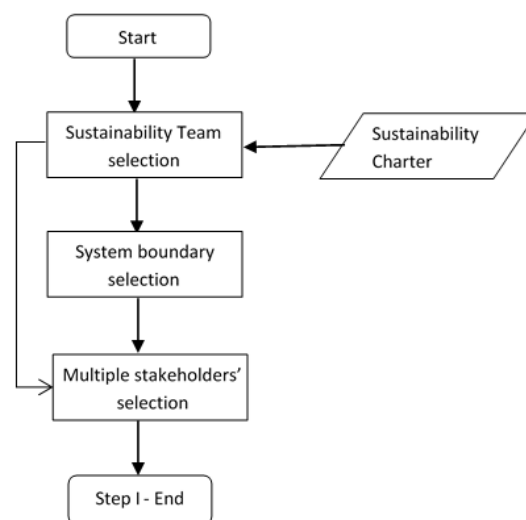 Start
Sustainability Team
selection
Sustainability
Charter
System boundary
selection
Multiple stakeholders’
selection
Step I - End